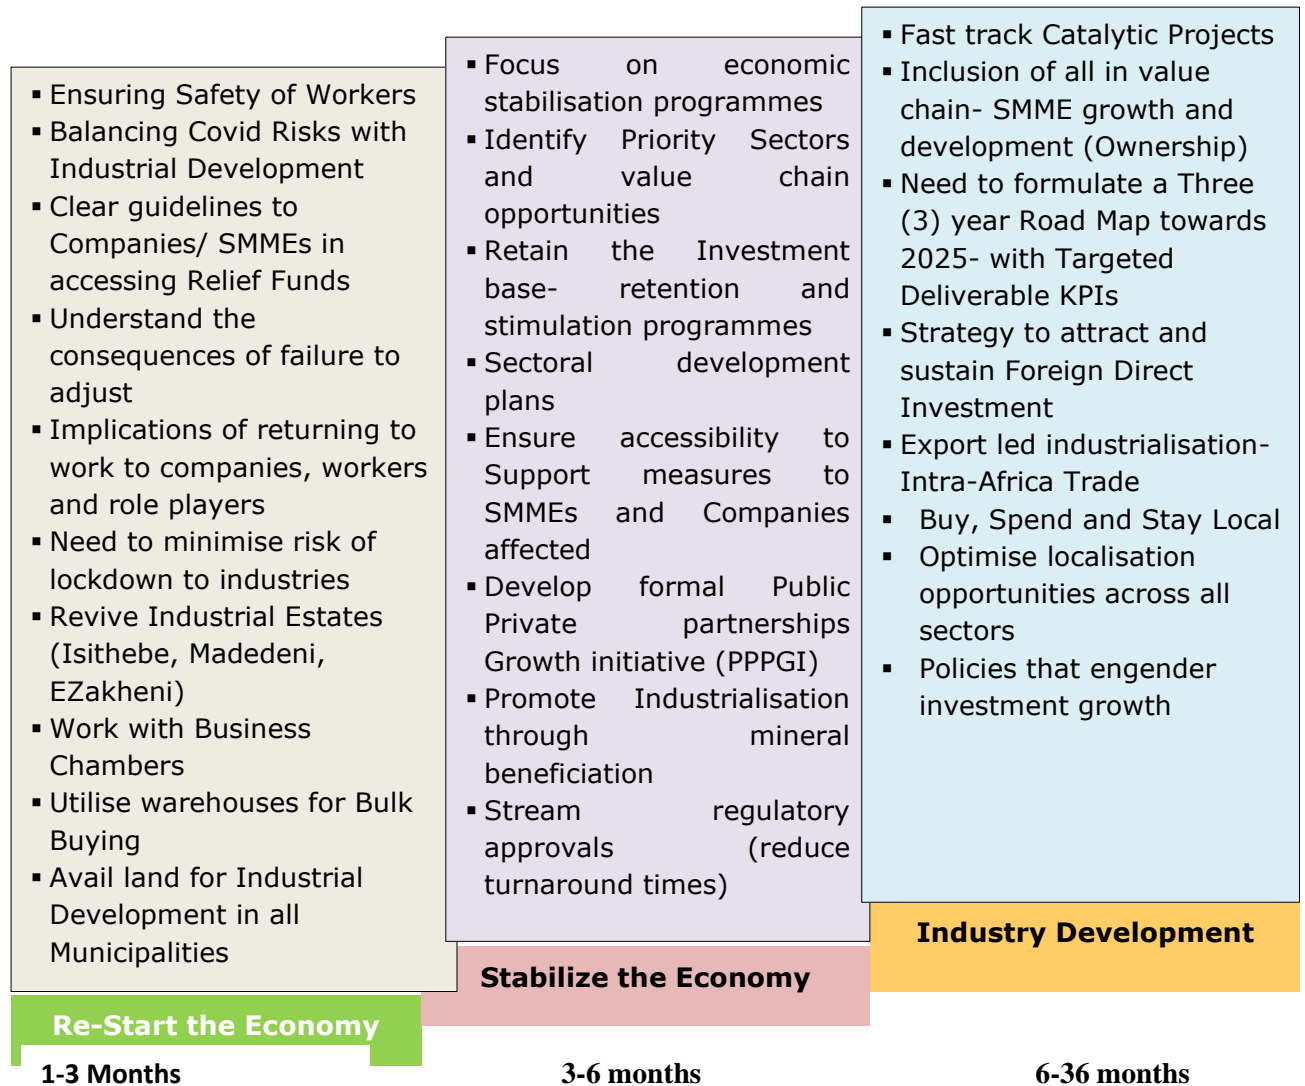 ▪ Ensuring Safety of Workers
▪ Balancing Covid Risks with
Industrial Development
▪ Clear guidelines to
Companies/ SMMEs in
accessing Relief Funds
▪ Understand the
consequences of failure to
adjust
▪ Implications of returning to
work to companies, workers
and role players
▪ Need to minimise risk of
lockdown to industries
▪ Revive Industrial Estates
(Isithebe, Madedeni,
EZakheni)
▪ Work with Business
Chambers
▪ Utilise warehouses for Bulk
Buying
▪ Avail land for Industrial
Development in all
Municipalities
Re-Start the Economy
1-3 Months
▪ Focus on economic
stabilisation programmes
▪ Identify Priority Sectors
and value chain
opportunities
▪ Retain the Investment
base- retention and
stimulation programmes
▪ Sectoral development
plans
▪ Ensure accessibility to
Support measures to
SMMEs and Companies
affected
▪ Develop formal Public
Private partnerships
Growth initiative (PPPGI)
▪ Promote Industrialisation
through mineral
beneficiation
▪ Stream regulatory
approvals (reduce
turnaround times)
Stabilize the Economy
3-6 months
▪ Fast track Catalytic Projects
▪ Inclusion of all in value
chain- SMME growth and
development (Ownership)
▪ Need to formulate a Three
(3) year Road Map towards
2025- with Targeted
Deliverable KPIs
▪ Strategy to attract and
sustain Foreign Direct
Investment
▪ Export led industrialisation-
Intra-Africa Trade
▪ Buy, Spend and Stay Local
▪ Optimise localisation
opportunities across all
sectors
▪ Policies that engender
investment growth
Industry Development
6-36 months